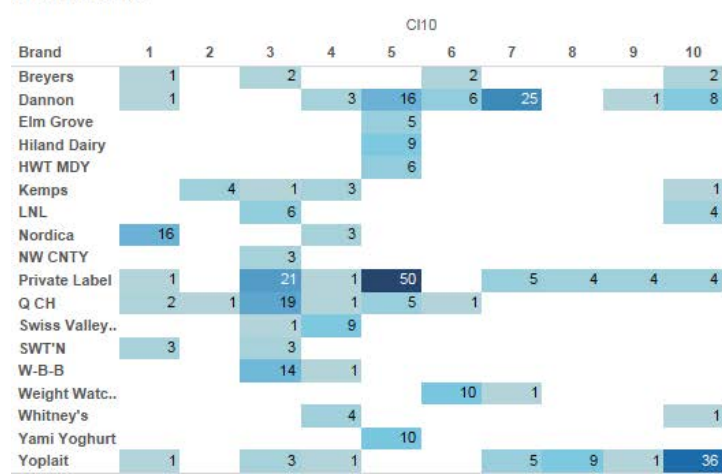 CI10
Brand 1 2 3 4 5 6 7 8 9 10
Breyers 1 2 2 2
Dannon 1 3 16 6 25 1 8
Elm Grove 5
Hiland Dairy 9
HWT MDY 6
Kemps 4 1 3 1
LNL 6 4
Nordica 16 3
NW CNTY 3
Private Label 1 21 1 50 5 4 4 4
Q CH 2 1 19 1 5 1
Swiss Valley.. 1 9
SWT'N 3 3
W-B-B 14 1
Weight Watc.. 10 1
Whitney's 4 1
Yami Yoghurt 10
Yoplait 1 3 1 5 9 1 36